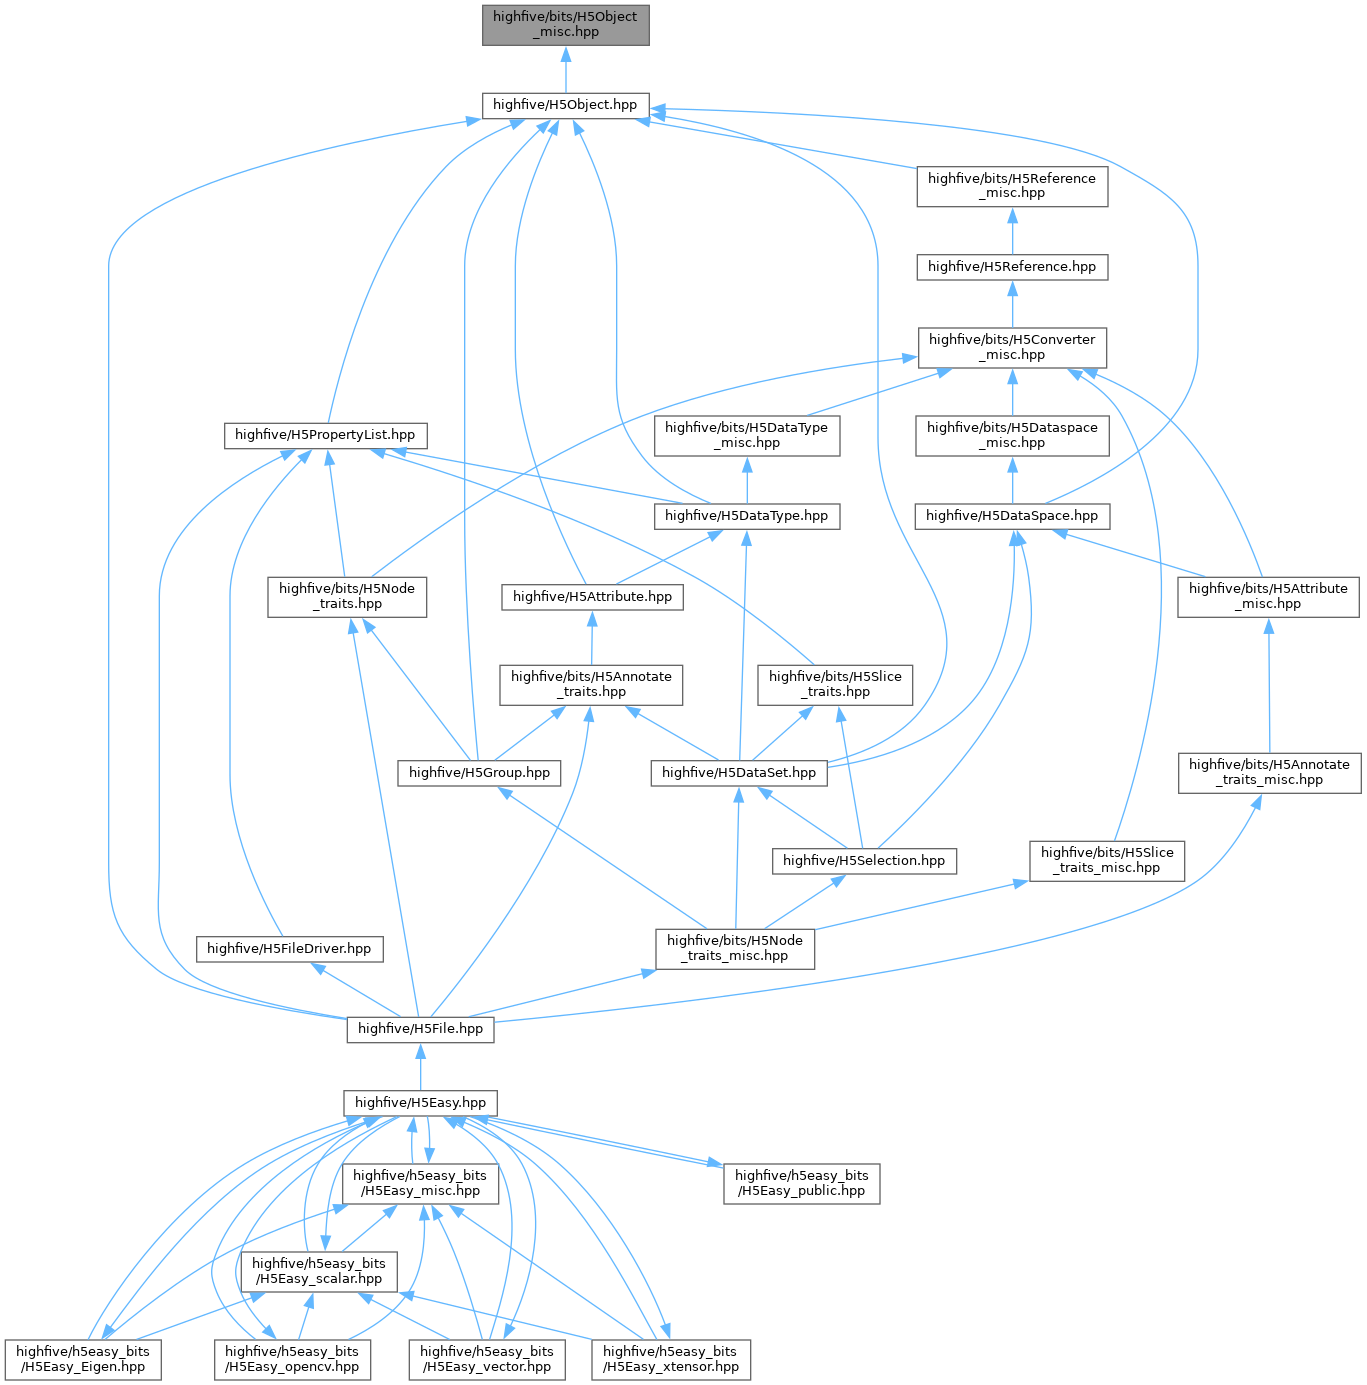 highfive/bits/H5Object
_misc.hpp
highfive/H5Object.hpp
highfive/bits/H5Reference
_misc.hpp
highfive/H5Reference.hpp
highfive/bits/H5Converter
_misc.hpp
highfive/H5PropertyList.hpp
highfive/bits/H5DataType
_misc.hpp
highfive/bits/H5Dataspace
_misc.hpp
highfive/H5DataType.hpp
highfive/H5DataSpace.hpp
highfive/bits/H5Node
_traits.hpp
highfive/H5Attribute.hpp
highfive/bits/H5Attribute
_misc.hpp
highfive/bits/H5Annotate
_traits.hpp
highfive/bits/H5Slice
_traits.hpp
highfive/H5Group.hpp
highfive/H5DataSet.hpp
highfive/bits/H5Annotate
_traits_misc.hpp
highfive/H5Selection.hpp
highfive/bits/H5Slice
_traits_misc.hpp
highfive/H5FileDriver.hpp
highfive/bits/H5Node
_traits_misc.hpp
highfive/H5File.hpp
highfive/H5Easy.hpp
highfive/h5easy_bits
/H5Easy_misc.hpp
highfive/h5easy_bits
/H5Easy_public.hpp
highfive/h5easy_bits
/H5Easy_scalar.hpp
highfive/h5easy_bits
/H5Easy_Eigen.hpp
highfive/h5easy_bits
/H5Easy_opencv.hpp
highfive/h5easy_bits
/H5Easy_vector.hpp
highfive/h5easy_bits
/H5Easy_xtensor.hpp